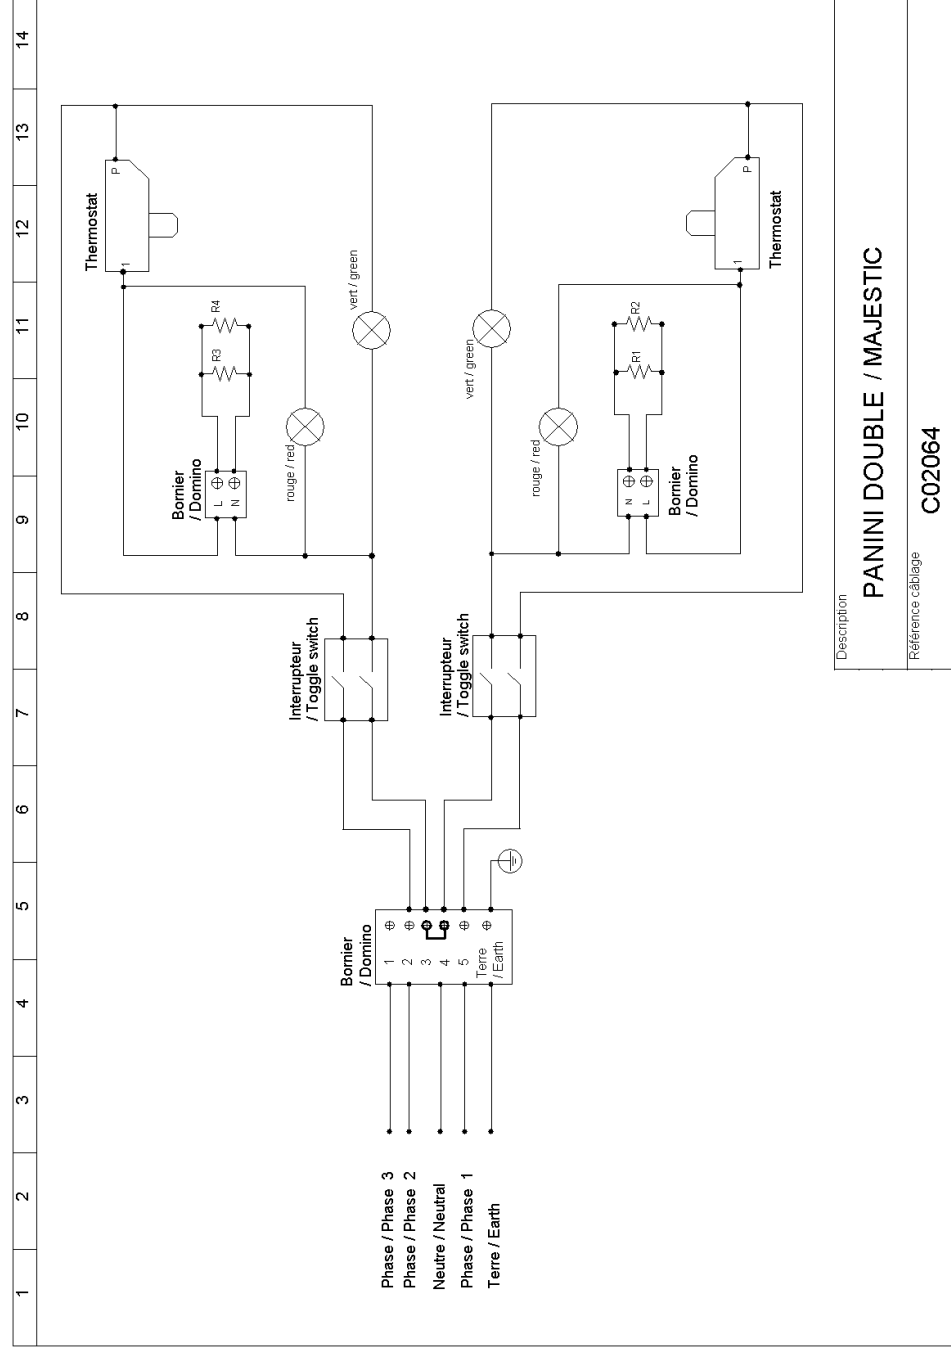 14
13
12
11
10
9
8
7
6
5
4
3
2
1
Thermostat
P
1
R4
R3
vert / green
rouge / red
Bornier
/ Domino
L
N
Interrupteur
/ Toggle switch
Thermostat
P
1
R2
R1
vert / green
rouge / red
Bornier
/ Domino
N
L
Interrupteur
/ Toggle switch
Bornier
/ Domino
1
2
3
4
5
Terre
/ Earth
Phase / Phase 3
Phase / Phase 2
Neutre / Neutral
Phase / Phase 1
Terre / Earth
Description
PANINI DOUBLE / MAJESTIC
Référence câblage
C02064